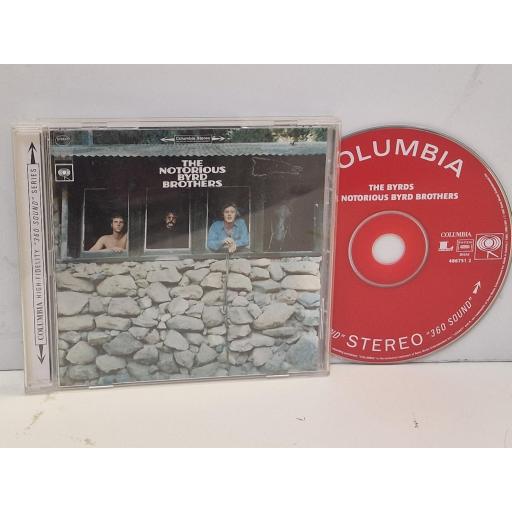 Columbia Stereo
THE
NOTORIOUS
BYRD
BROTHERS
COLUMBIA HIGH FIDELITY "360 SOUND" SERIES
OLUMBIA
THE BYRDS
E NOTORIOUS BYRD BROTHERS
COLUMBIA
486751 2
D" STEREO "360 SOUND"